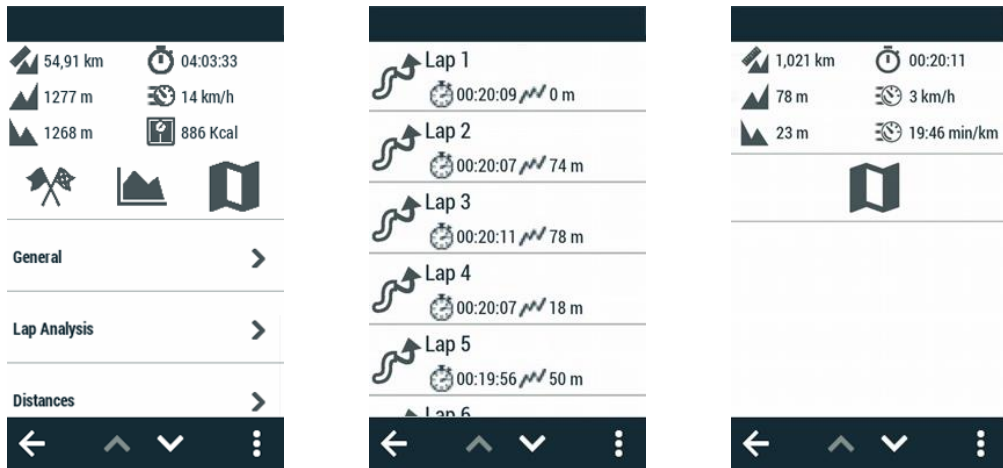 54,91 km 04:03:33
1277 m 14 km/h
1268 m 886 Kcal
General
Lap Analysis
Distances
Lap 1
00:20:09 0 m
Lap 2
00:20:07 74 m
Lap 3
00:20:11 78 m
Lap 4
00:20:07 18 m
Lap 5
00:19:56 50 m
Lap 6
1,021 km 00:20:11
78 m 3 km/h
23 m 19:46 min/km